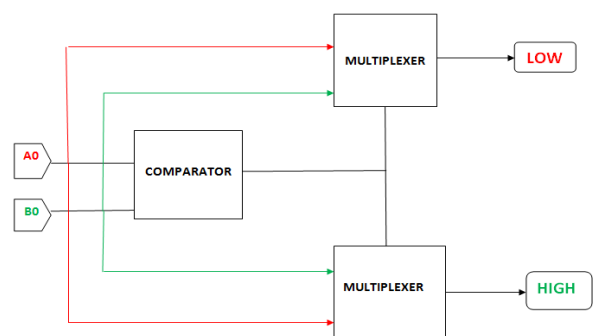 MULTIPLEXER
LOW
A0
COMPARATOR
B0
MULTIPLEXER
HIGH